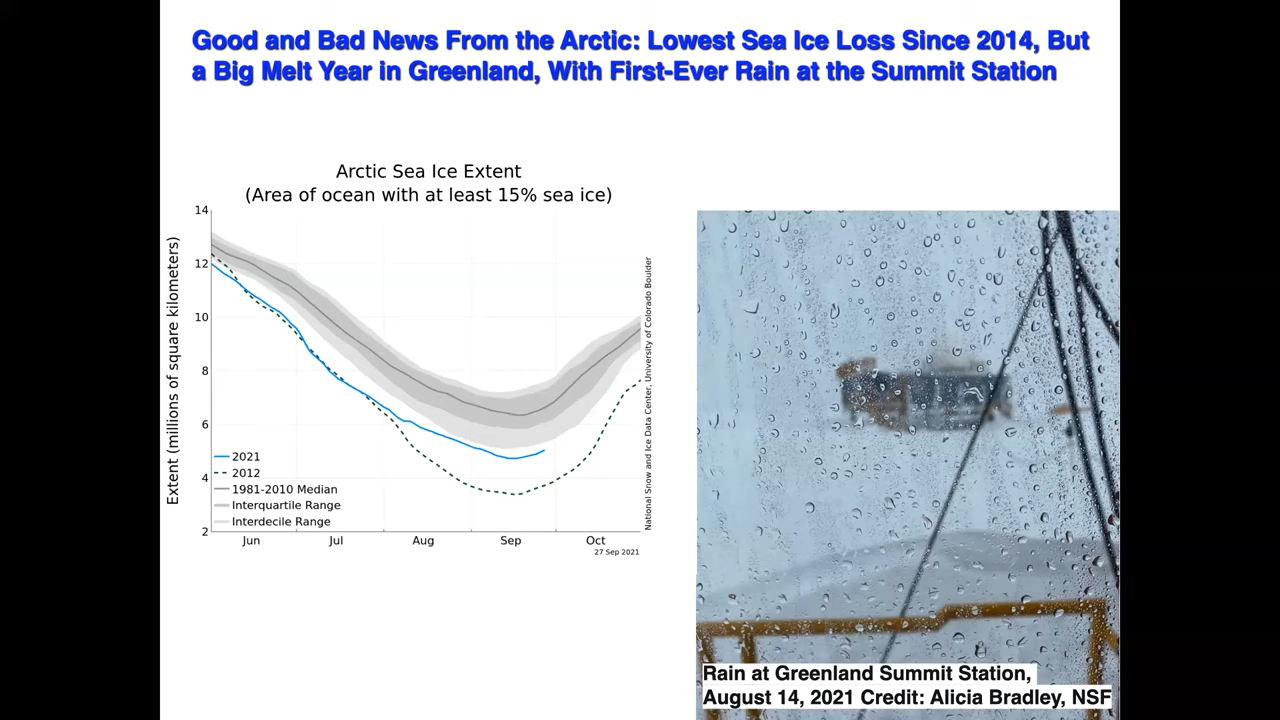 Good and Bad News From the Arctic: Lowest Sea Ice Loss Since 2014, But
a Big Melt Year in Greenland, With First-Ever Rain at the Summit Station
Arctic Sea Ice Extent
(Area of ocean with at least 15% sea ice)
Extent (millions of square kilometers)
14
12
10
8
6
4
2
2021
2012
1981-2010 Median
Interquartile Range
Interdecile Range
Jun Jul Aug Sep Oct
27 Sep 2021
National Snow and Ice Data Center, University of Colorado Boulder
Rain at Greenland Summit Station,
August 14, 2021 Credit: Alicia Bradley, NSF